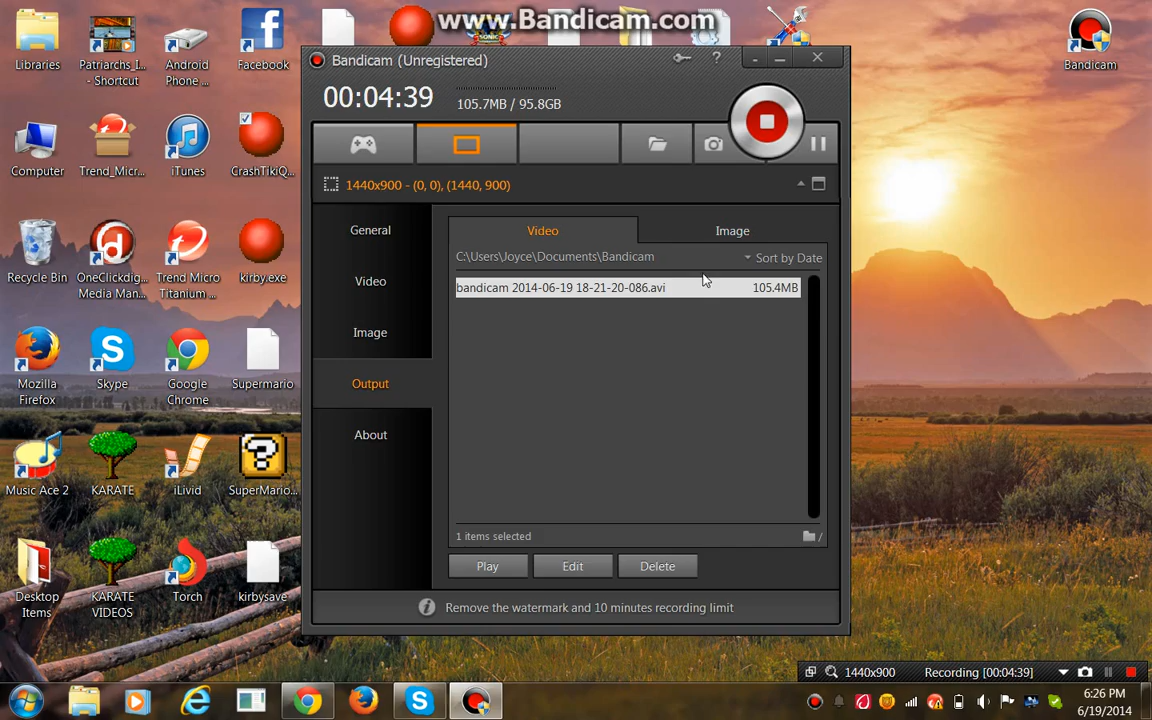 www.Bandicam.com
Libraries
Patriarchs_I...
- Shortcut
Android
Phone ...
Facebook
Bandicam
Bandicam (Unregistered)
00:04:39
105.7MB / 95.8GB
1440x900 - (0, 0), (1440, 900)
Computer
Trend_Micr...
iTunes
CrashTikiQ...
General
Video
Image
Output
About
Video
Image
C:\Users\Joyce\Documents\Bandicam
Sort by Date
bandicam 2014-06-19 18-21-20-086.avi
105.4MB
Recycle Bin
OneClickdig...
Media Man...
Trend Micro
Titanium ...
kirby.exe
Mozilla
Firefox
Skype
Google
Chrome
Supermario
Music Ace 2
KARATE
iLivid
SuperMario...
1 items selected
Play
Edit
Delete
Desktop
Items
KARATE
VIDEOS
Torch
kirbysave
Remove the watermark and 10 minutes recording limit
1440x900
Recording [00:04:39]
6:26 PM
6/19/2014